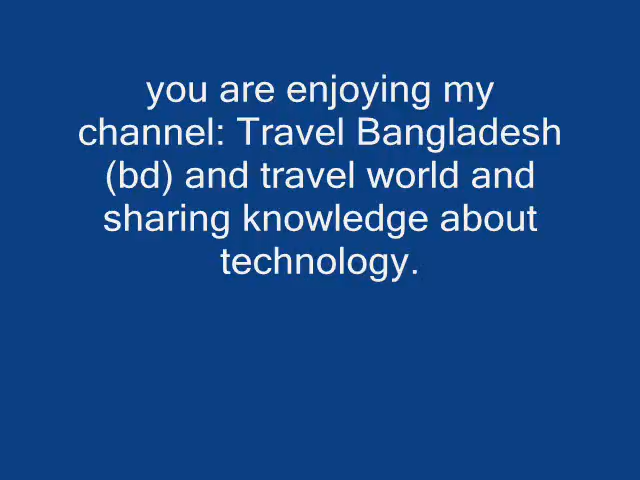 you are enjoying my
channel: Travel Bangladesh
(bd) and travel world and
sharing knowledge about
technology.